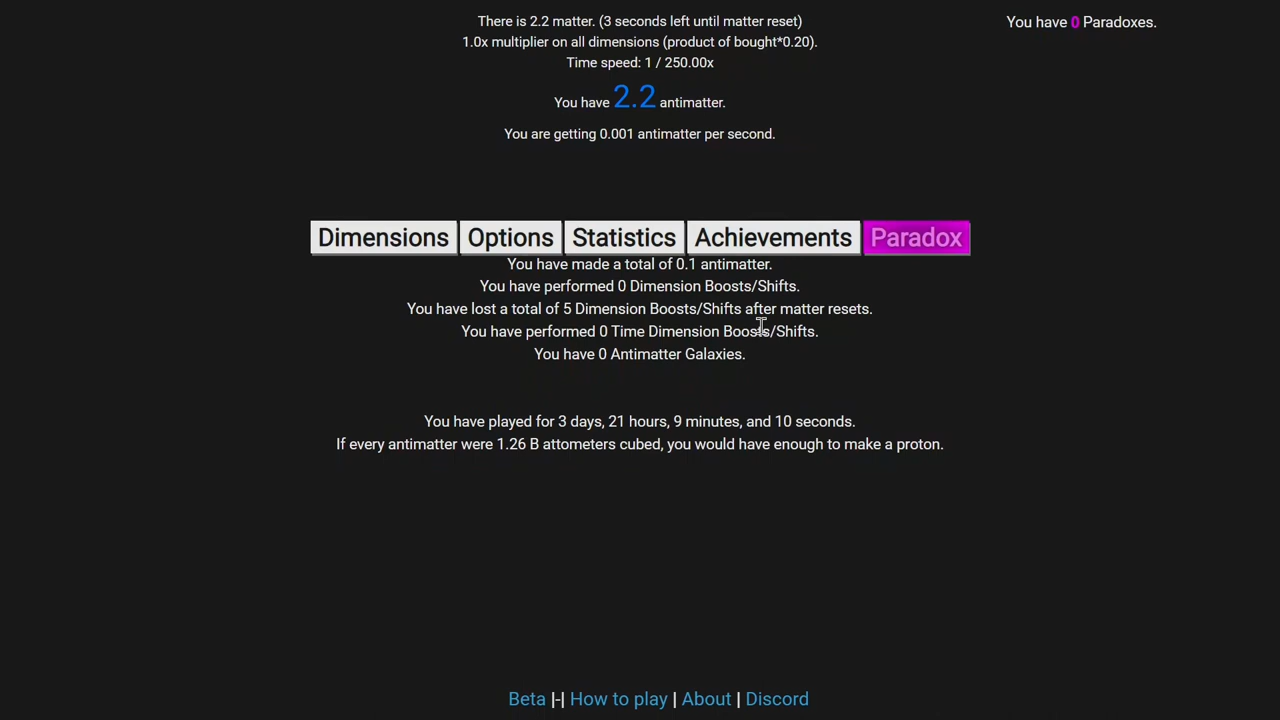 There is 2.2 matter. (3 seconds left until matter reset)
You have 0 Paradoxes.
1.0x multiplier on all dimensions (product of bought*0.20).
Time speed: 1 / 250.00x
You have 2.2 antimatter.
You are getting 0.001 antimatter per second.
Dimensions Options Statistics Achievements Paradox
You have made a total of 0.1 antimatter.
You have performed 0 Dimension Boosts/Shifts.
You have lost a total of 5 Dimension Boosts/Shifts after matter resets.
You have performed 0 Time Dimension Boosts/Shifts.
You have 0 Antimatter Galaxies.
You have played for 3 days, 21 hours, 9 minutes, and 10 seconds.
If every antimatter were 1.26 B attometers cubed, you would have enough to make a proton.
Beta |-| How to play | About | Discord